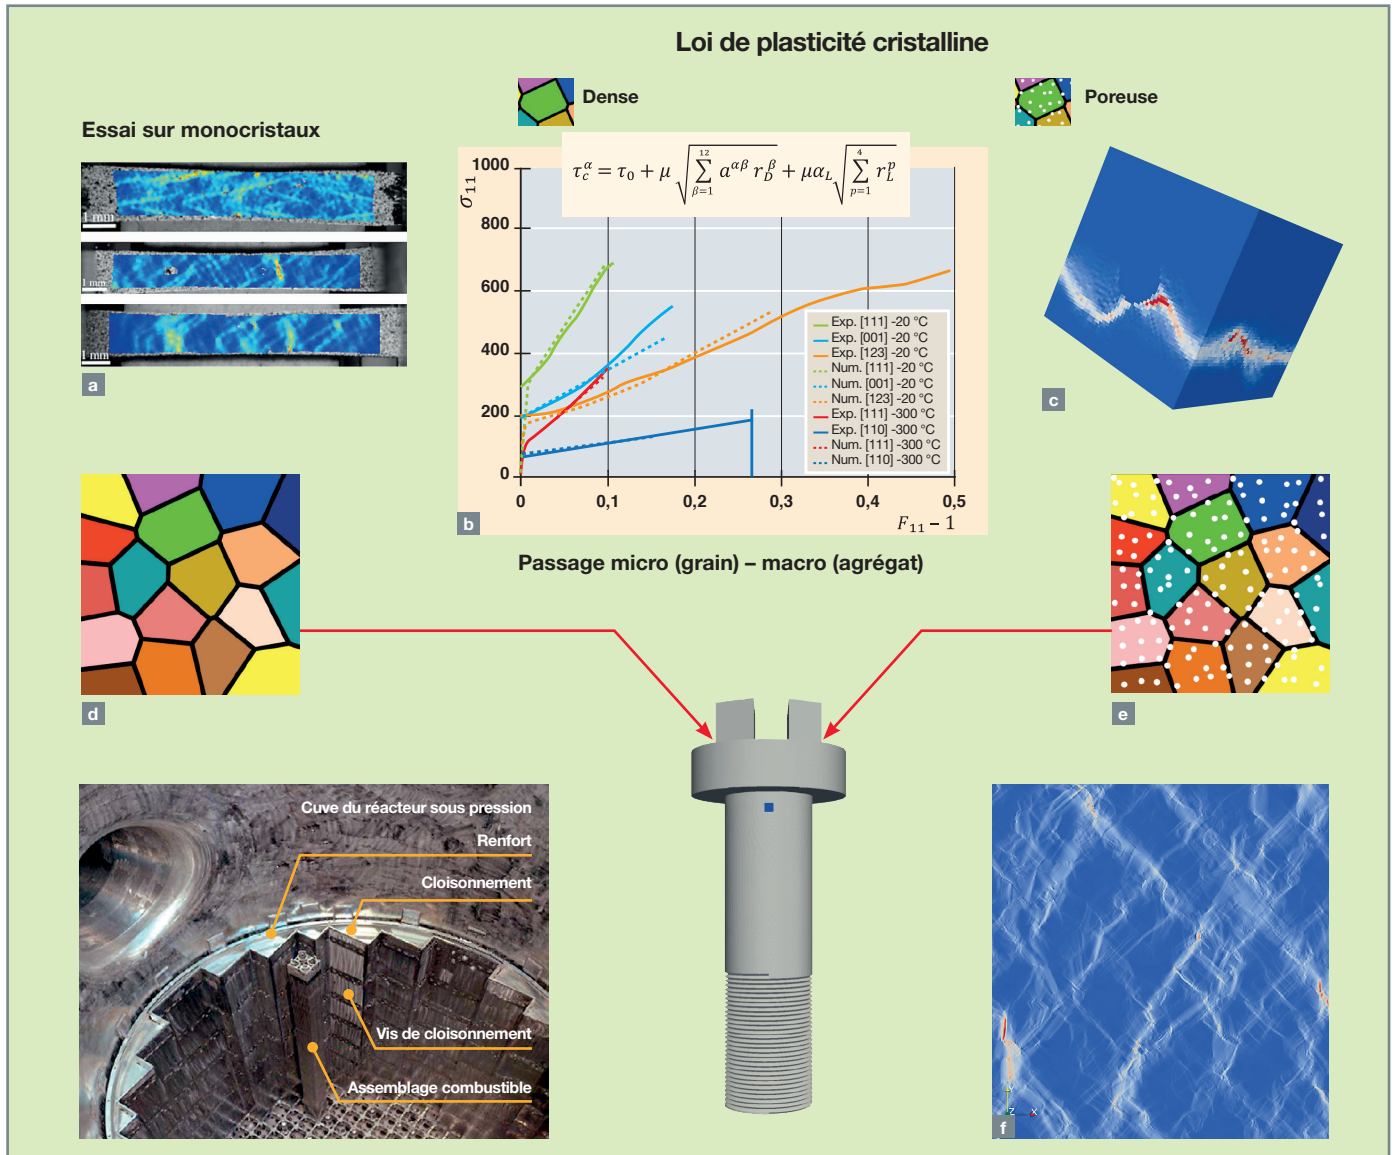 Loi de plasticité cristalline
Dense
Poreuse
Essai sur monocristaux
1 mm
1 mm
1 mm
a
τ_c^α = τ_0 + μ √(∑_{β=1}^{12} a^{αβ} r_D^β) + μα_L √(∑_{p=1}^{4} r_L^p)
σ_11
1000
800
600
400
200
0
0
0,1
0,2
0,3
0,4
0,5
F_11 – 1
Exp. [111] -20 °C
Exp. [001] -20 °C
Exp. [123] -20 °C
Num. [111] -20 °C
Num. [001] -20 °C
Num. [123] -20 °C
Exp. [111] -300 °C
Exp. [110] -300 °C
Num. [111] -300 °C
Num. [110] -300 °C
b
c
Passage micro (grain) – macro (agrégat)
d
e
Cuve du réacteur sous pression
Renfort
Cloisonnement
Vis de cloisonnement
Assemblage combustible
Z X
f